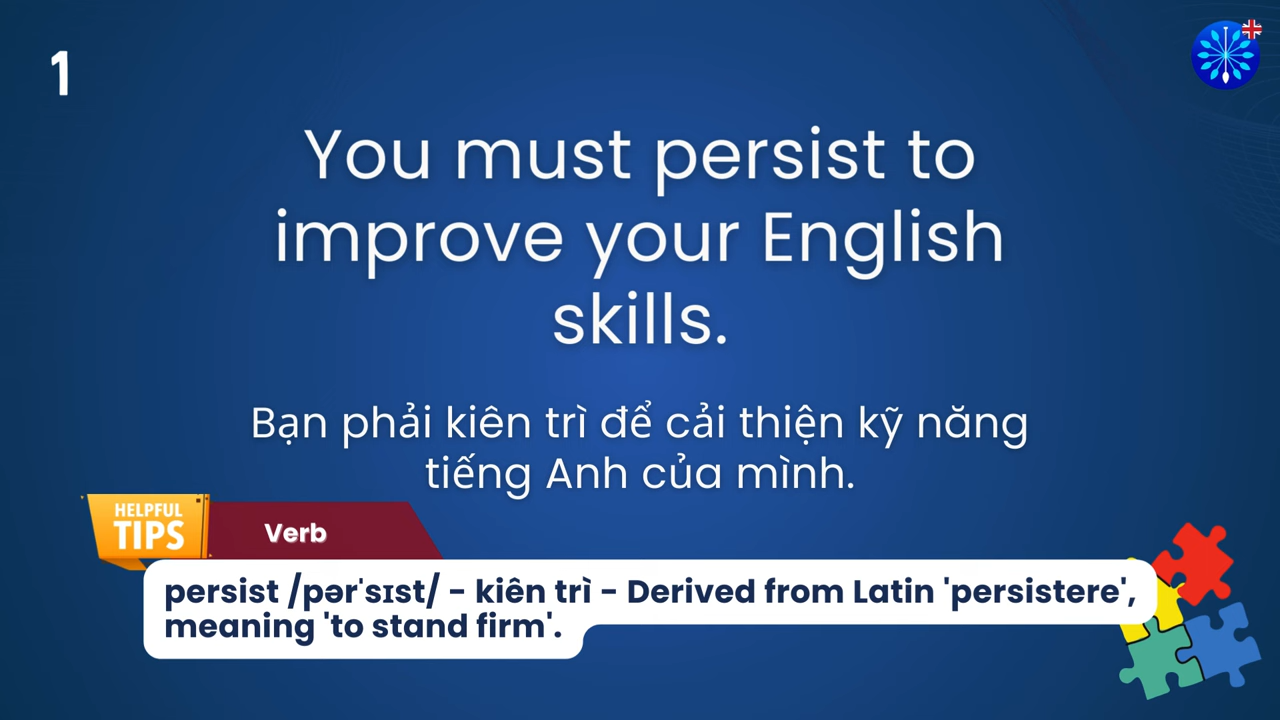 1
You must persist to
improve your English
skills.
Bạn phải kiên trì để cải thiện kỹ năng
tiếng Anh của mình.
HELPFUL
TIPS
Verb
persist /pərˈsɪst/ - kiên trì - Derived from Latin 'persistere',
meaning 'to stand firm'.